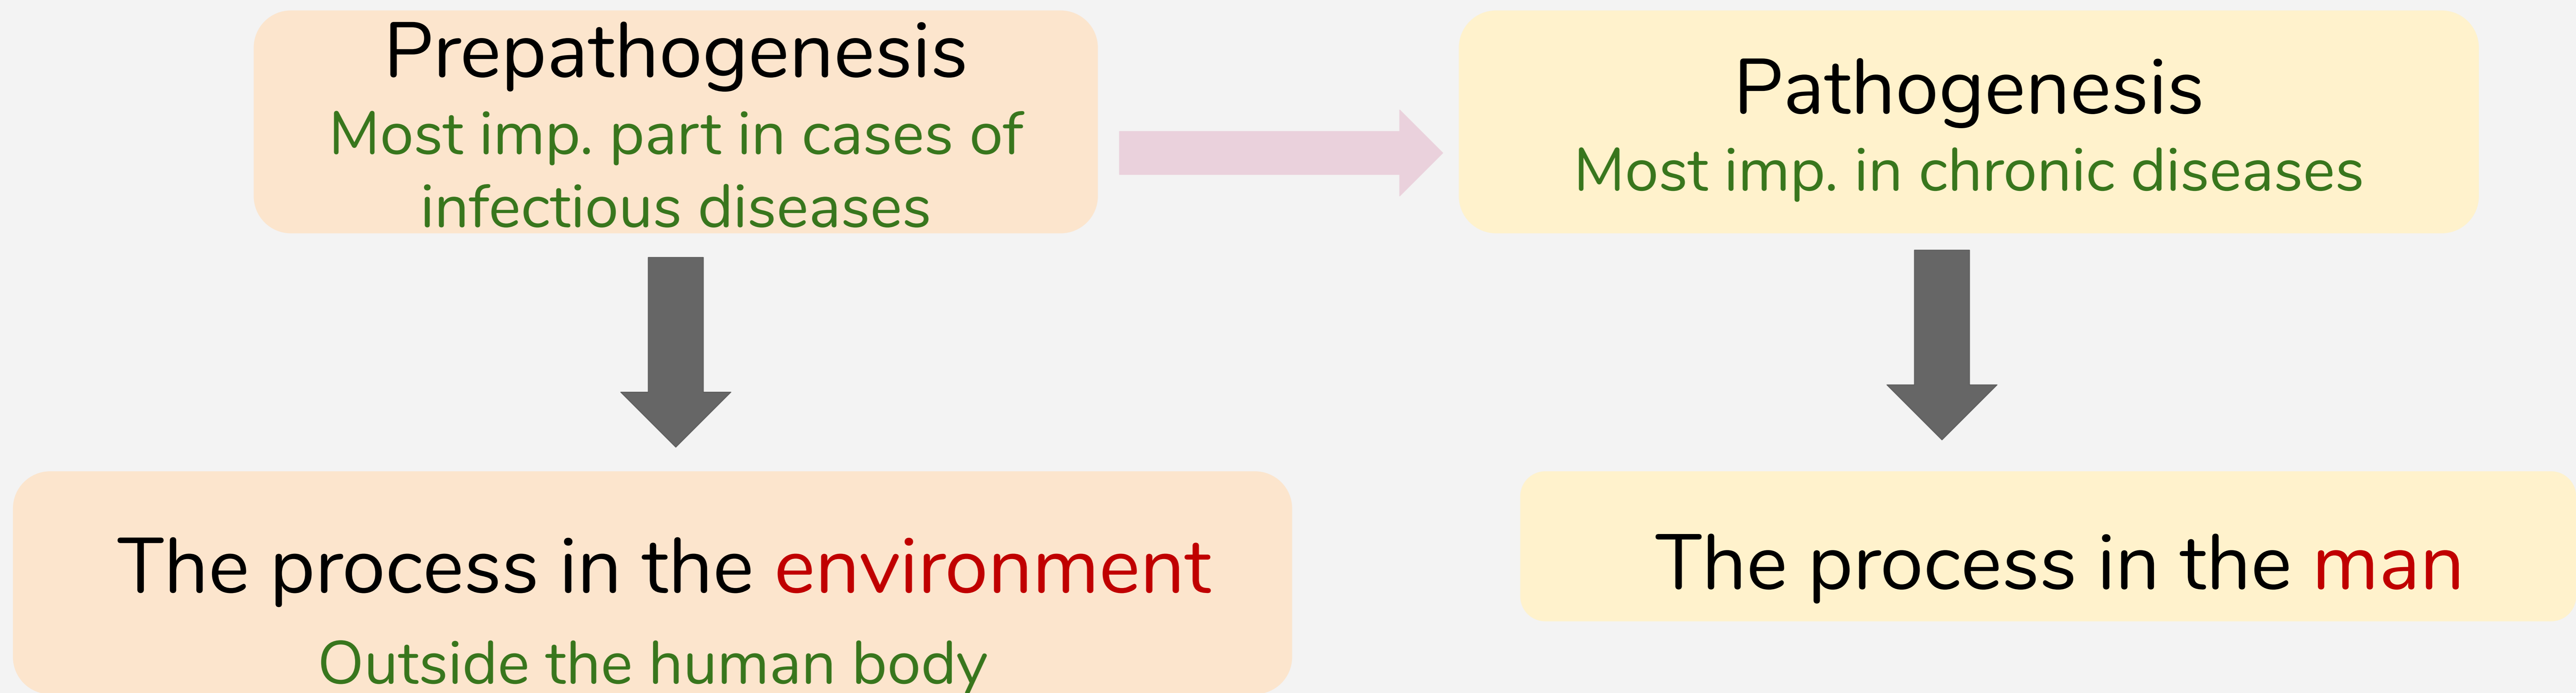 Prepathogenesis
Most imp. part in cases of
infectious diseases
Pathogenesis
Most imp. in chronic diseases
The process in the environment
Outside the human body
The process in the man